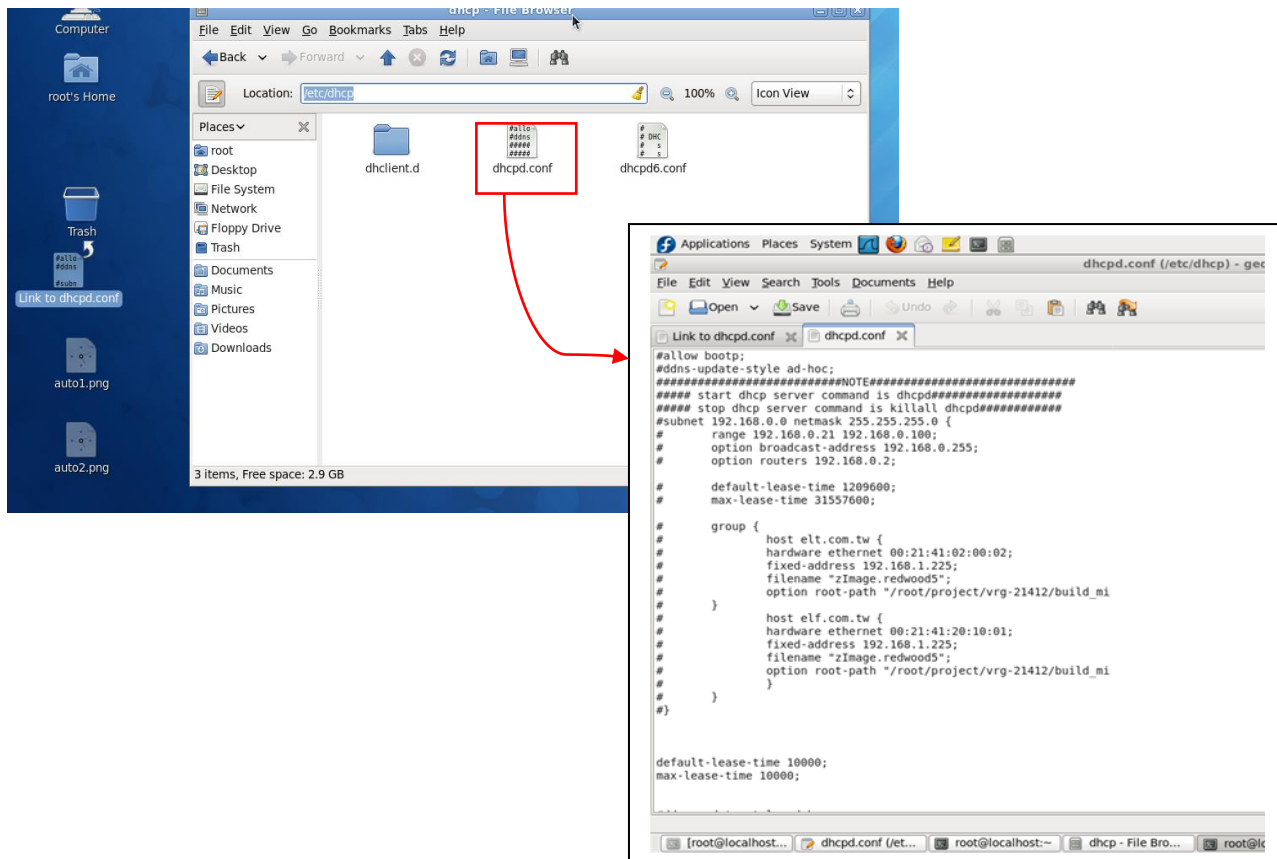 dhcp - File Browser
Computer
File Edit View Go Bookmarks Tabs Help
Back Forward
root's Home
Location: /etc/dhcp 100% Icon View
Places
root
Desktop
File System
Network
Floppy Drive
Trash
Documents
Music
Pictures
Videos
Downloads
#allo
#ddns
#####
#####
dhclient.d dhcpd.conf dhcpd6.conf
#
# DHC
# s
# s
Trash
#allo
#ddns
#subn
Link to dhcpd.conf
auto1.png
auto2.png
3 items, Free space: 2.9 GB
Applications Places System
dhcpd.conf (/etc/dhcp) - ged
File Edit View Search Tools Documents Help
Open Save Undo
Link to dhcpd.conf dhcpd.conf
#allow bootp;
#ddns-update-style ad-hoc;
###########################NOTE##############################
##### start dhcp server command is dhcpd###################
##### stop dhcp server command is killall dhcpd############
#subnet 192.168.0.0 netmask 255.255.255.0 {
# range 192.168.0.21 192.168.0.100;
# option broadcast-address 192.168.0.255;
# option routers 192.168.0.2;
# default-lease-time 1209600;
# max-lease-time 31557600;
# group {
# host elt.com.tw {
# hardware ethernet 00:21:41:02:00:02;
# fixed-address 192.168.1.225;
# filename "zImage.redwood5";
# option root-path "/root/project/vrg-21412/build_mi
# }
# host elf.com.tw {
# hardware ethernet 00:21:41:20:10:01;
# fixed-address 192.168.1.225;
# filename "zImage.redwood5";
# option root-path "/root/project/vrg-21412/build_mi
# }
# }
#}
default-lease-time 10000;
max-lease-time 10000;
[root@localhost... dhcpd.conf (/et... root@localhost:~ dhcp - File Bro... root@lo